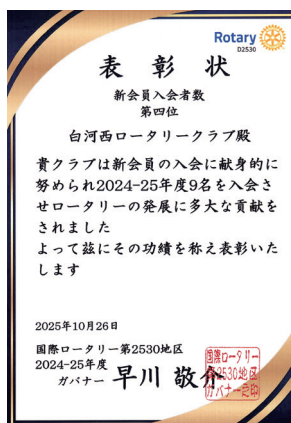 Rotary
D2530
表彰状
新会員入会者数
第四位
白河西ロータリークラブ殿
貴クラブは新会員の入会に献身的に
努められ2024-25年度9名を入会さ
せロータリーの発展に多大な貢献を
されました
よって茲にその功績を称え表彰いた
します
2025年10月26日
国際ロータリー第2530地区
2024-25年度
ガバナー 早川 敬介
国際ロータリー
第2530地区
ガバナー之印